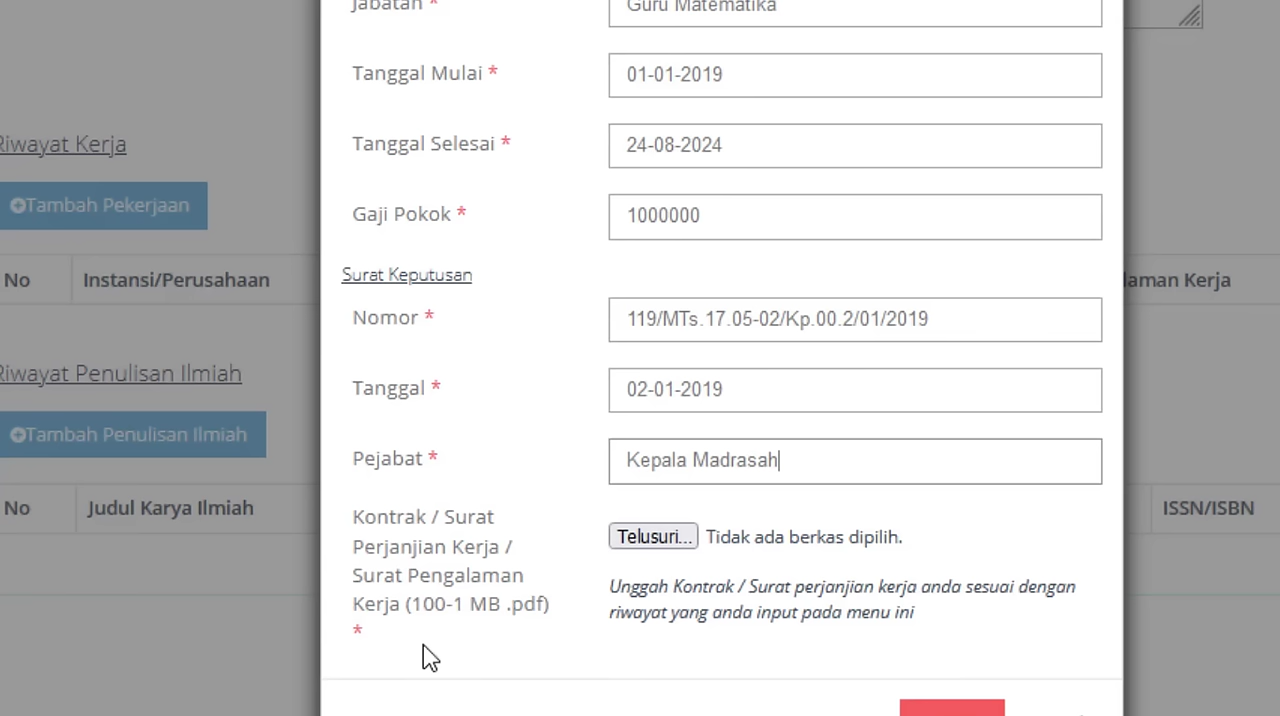 Jabatan *
Guru Matematika
Tanggal Mulai *
01-01-2019
Riwayat Kerja
Tanggal Selesai *
24-08-2024
Tambah Pekerjaan
Gaji Pokok *
1000000
No
Instansi/Perusahaan
laman Kerja
Surat Keputusan
Nomor *
119/MTs.17.05-02/Kp.00.2/01/2019
Riwayat Penulisan Ilmiah
Tanggal *
02-01-2019
Tambah Penulisan Ilmiah
Pejabat *
Kepala Madrasah
No
Judul Karya Ilmiah
ISSN/ISBN
Kontrak / Surat
Perjanjian Kerja /
Surat Pengalaman
Kerja (100-1 MB .pdf)
*
Telusuri... Tidak ada berkas dipilih.
Unggah Kontrak / Surat perjanjian kerja anda sesuai dengan
riwayat yang anda input pada menu ini